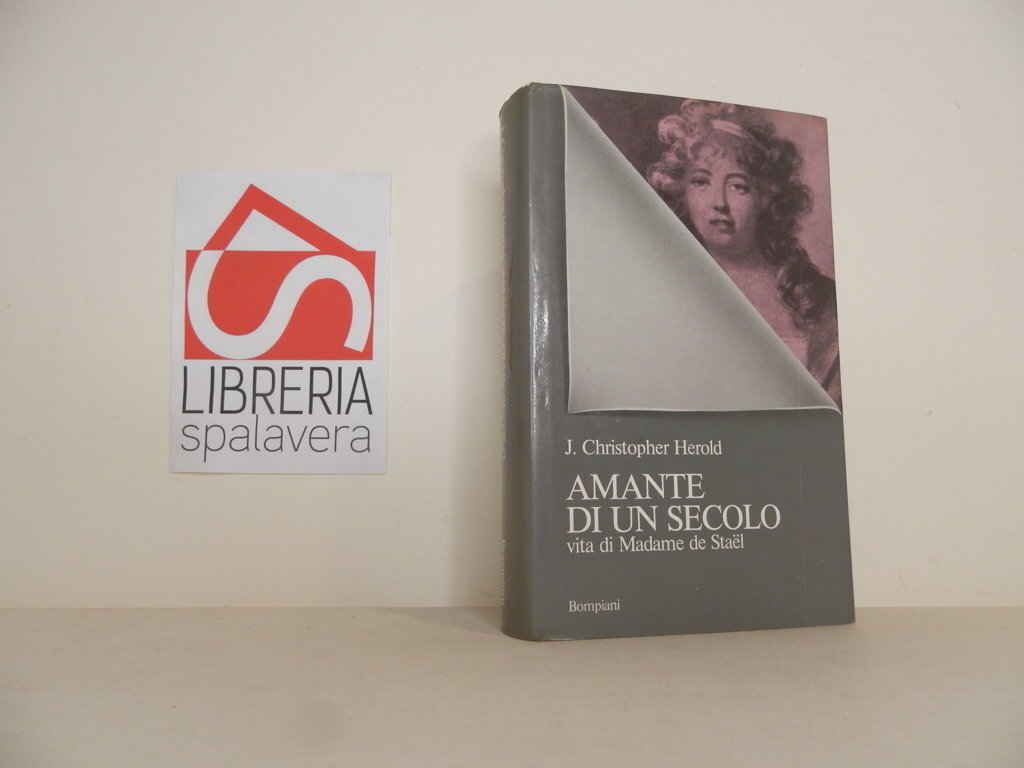 LIBRERIA
spalavera
J. Christopher Herold
AMANTE
DI UN SECOLO
vita di Madame de Staël
Bompiani